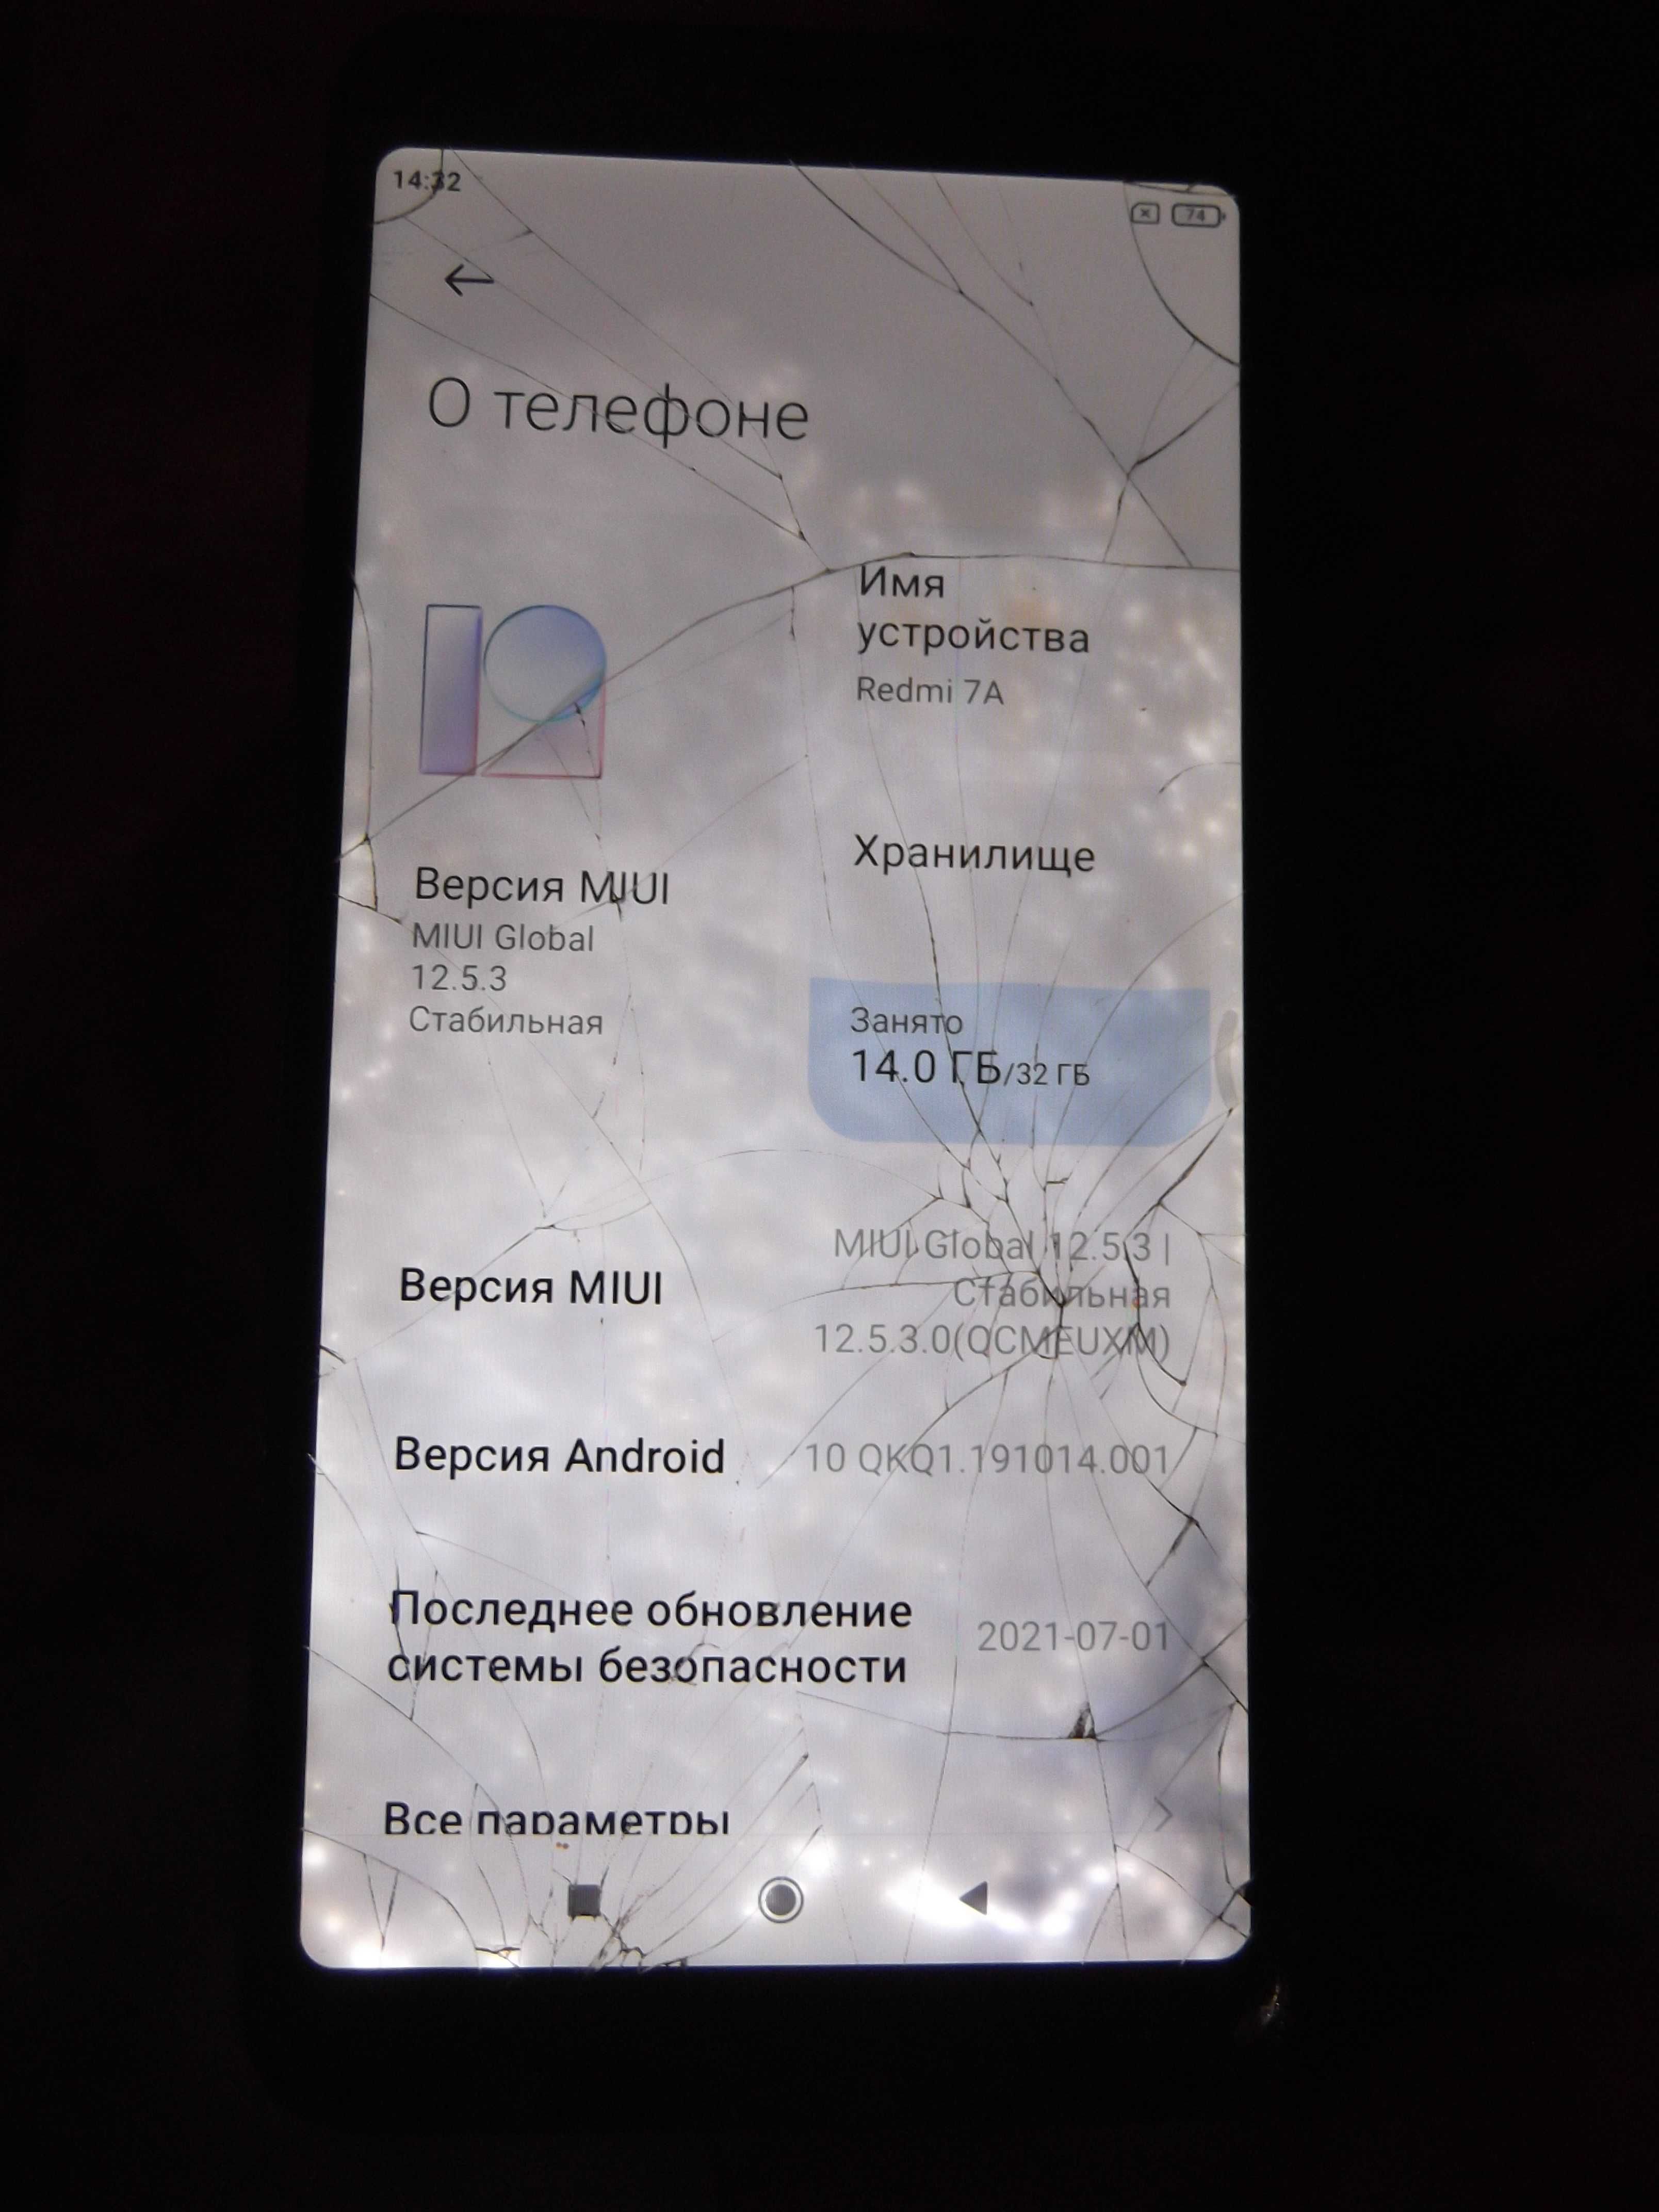 14:32
74
О телефоне
Имя
устройства
Redmi 7A
Хранилище
Версия MIUI
MIUI Global
12.5.3
Стабильная
Занято
14.0 ГБ/32 ГБ
Версия MIUI
MIUI Global 12.5.3 |
Стабильная
12.5.3.0(QCMEUXM)
Версия Android
10 QKQ1.191014.001
Последнее обновление
системы безопасности
2021-07-01
Все параметры